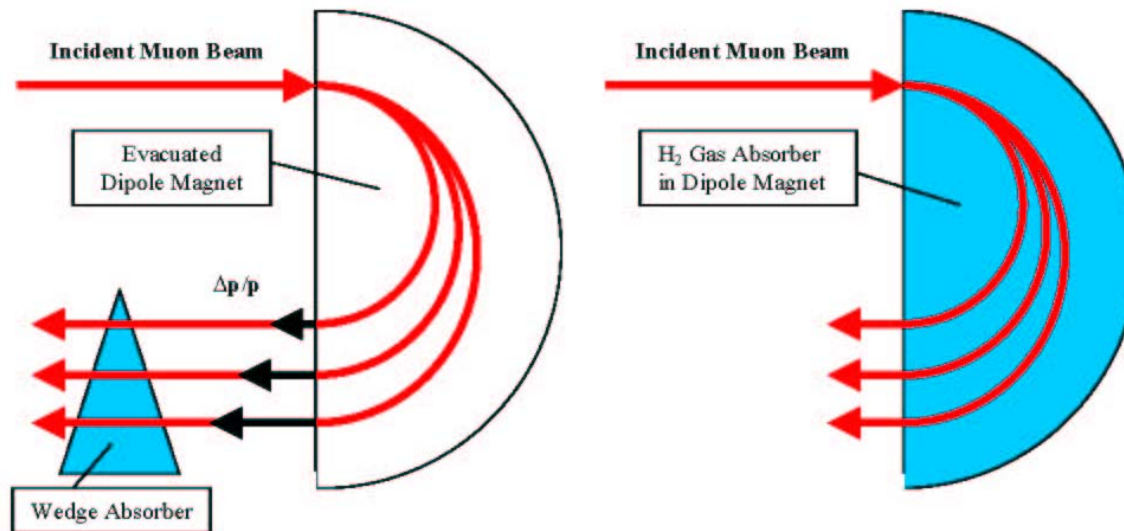 Incident Muon Beam
Evacuated
Dipole Magnet
Δp/p
Wedge Absorber
Incident Muon Beam
H₂ Gas Absorber
in Dipole Magnet